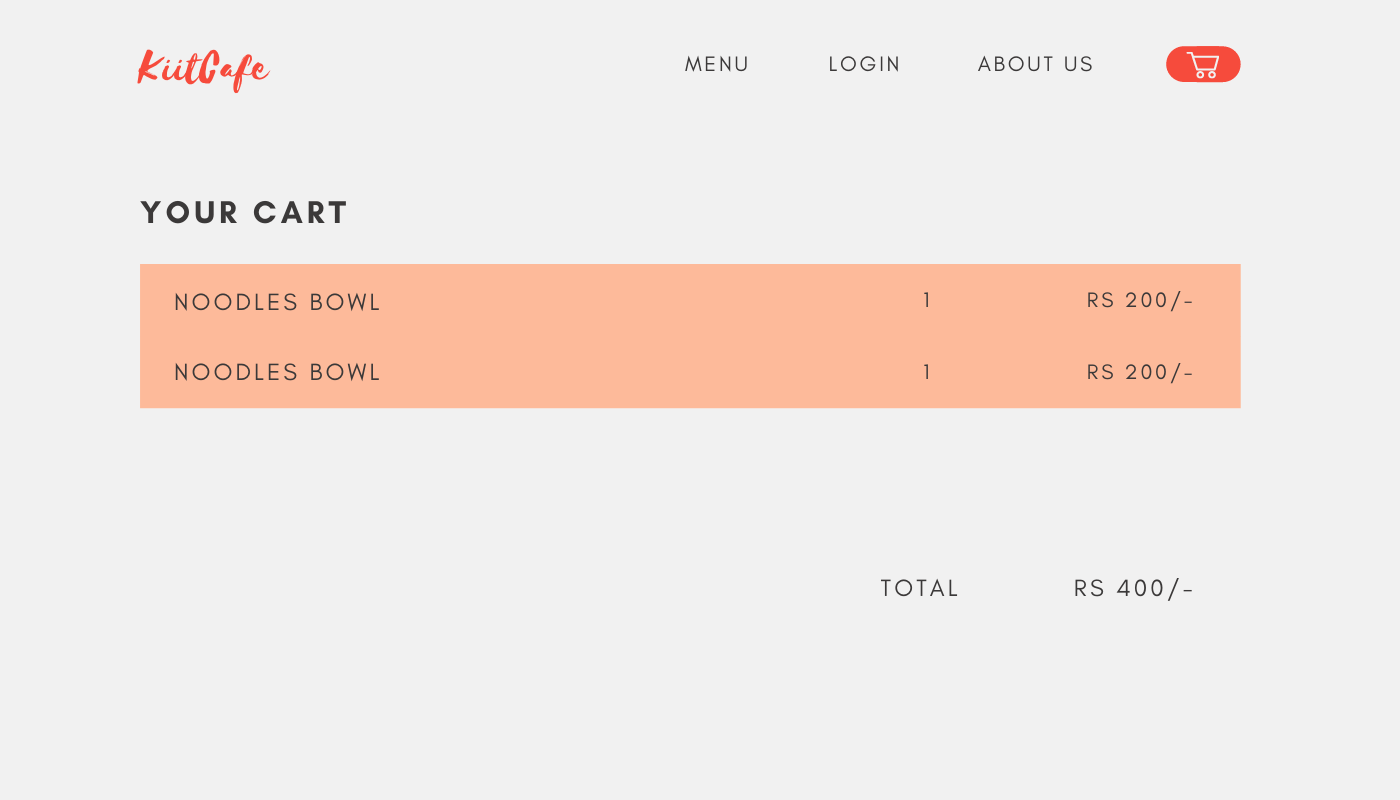 KiitCafe MENU LOGIN ABOUT US
YOUR CART
NOODLES BOWL 1 RS 200/-
NOODLES BOWL 1 RS 200/-
TOTAL RS 400/-